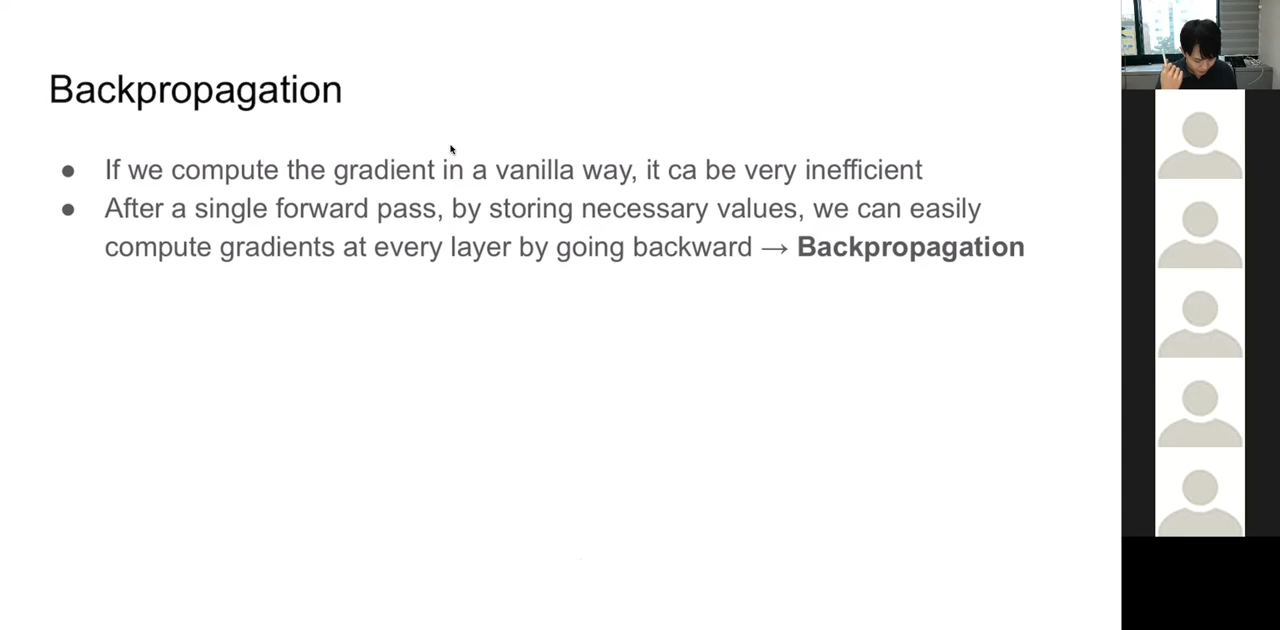 Backpropagation
● If we compute the gradient in a vanilla way, it ca be very inefficient
● After a single forward pass, by storing necessary values, we can easily
compute gradients at every layer by going backward → Backpropagation